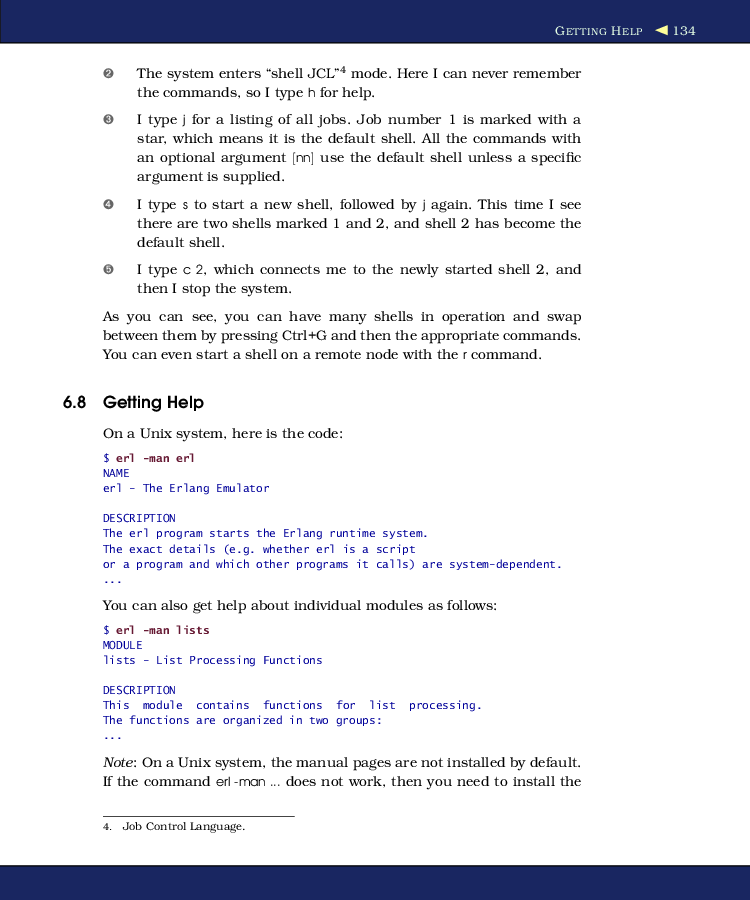 GETTING HELP ◀ 134
❷ The system enters “shell JCL”4 mode. Here I can never remember
the commands, so I type h for help.
❸ I type j for a listing of all jobs. Job number 1 is marked with a
star, which means it is the default shell. All the commands with
an optional argument [nn] use the default shell unless a specific
argument is supplied.
❹ I type s to start a new shell, followed by j again. This time I see
there are two shells marked 1 and 2, and shell 2 has become the
default shell.
❺ I type c 2, which connects me to the newly started shell 2, and
then I stop the system.
As you can see, you can have many shells in operation and swap
between them by pressing Ctrl+G and then the appropriate commands.
You can even start a shell on a remote node with the r command.
6.8 Getting Help
On a Unix system, here is the code:
$ erl -man erl
NAME
erl - The Erlang Emulator
DESCRIPTION
The erl program starts the Erlang runtime system.
The exact details (e.g. whether erl is a script
or a program and which other programs it calls) are system-dependent.
...
You can also get help about individual modules as follows:
$ erl -man lists
MODULE
lists - List Processing Functions
DESCRIPTION
This module contains functions for list processing.
The functions are organized in two groups:
...
Note: On a Unix system, the manual pages are not installed by default.
If the command erl -man ... does not work, then you need to install the
4. Job Control Language.